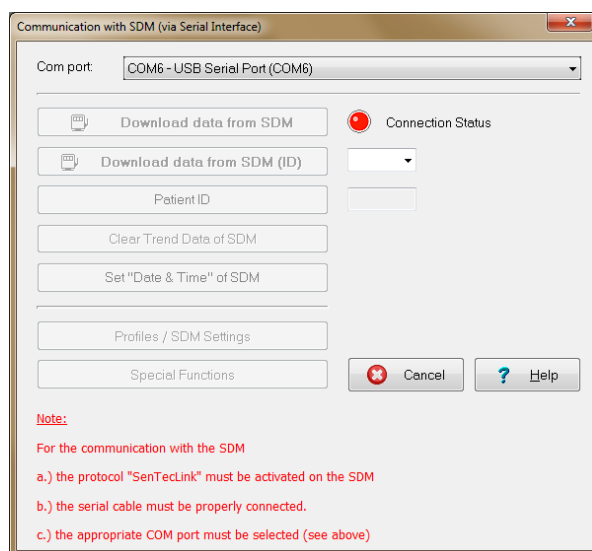 Communication with SDM (via Serial Interface)
Com port: COM6 - USB Serial Port (COM6)
Download data from SDM Connection Status
Download data from SDM (ID)
Patient ID
Clear Trend Data of SDM
Set "Date & Time" of SDM
Profiles / SDM Settings
Special Functions Cancel ? Help
Note:
For the communication with the SDM
a.) the protocol "SenTecLink" must be activated on the SDM
b.) the serial cable must be properly connected.
c.) the appropriate COM port must be selected (see above)